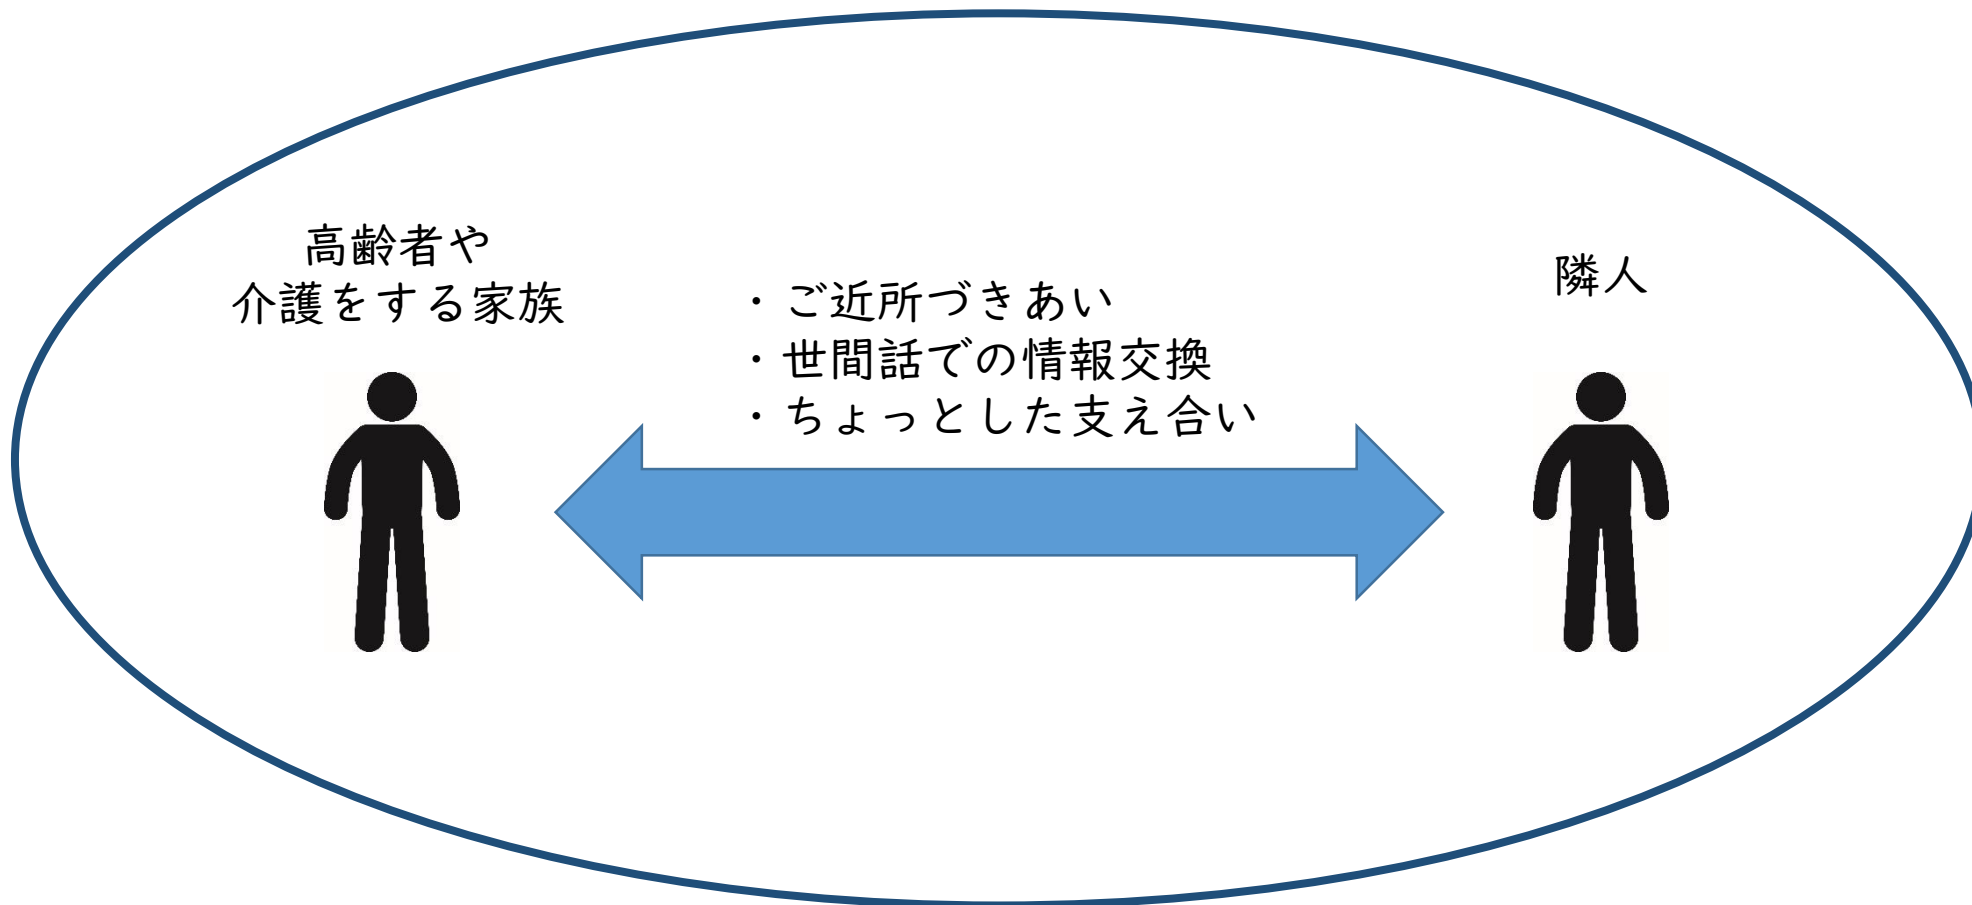 高齢者や
介護をする家族
・ご近所づきあい
・世間話での情報交換
・ちょっとした支え合い
隣人